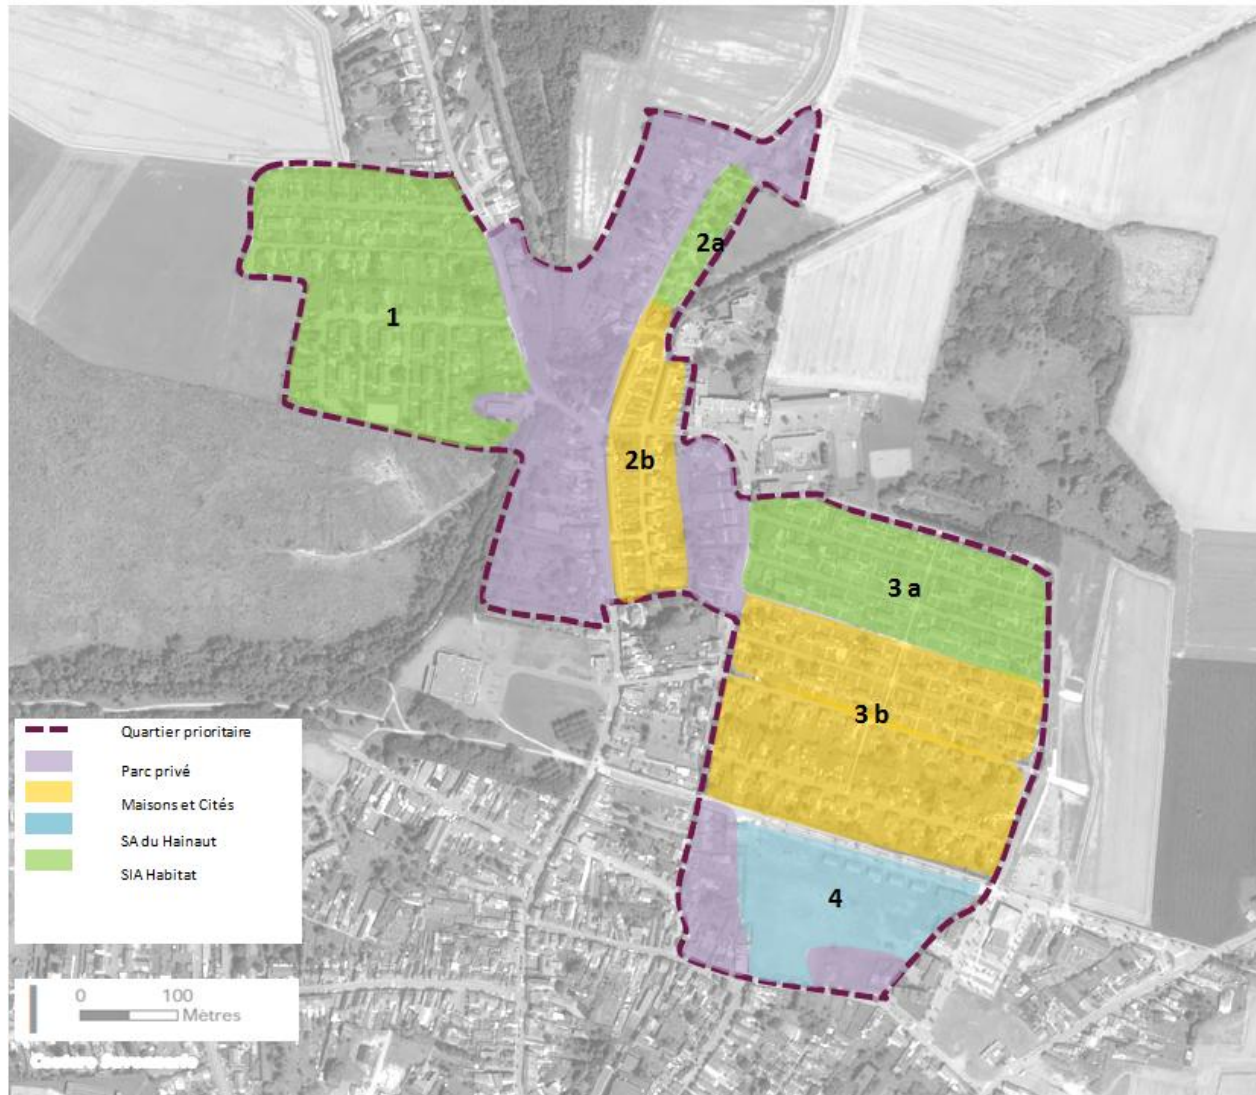 1
2a
2b
3 a
3 b
4
Quartier prioritaire
Parc privé
Maisons et Cités
SA du Hainaut
SIA Habitat
0 100
Mètres